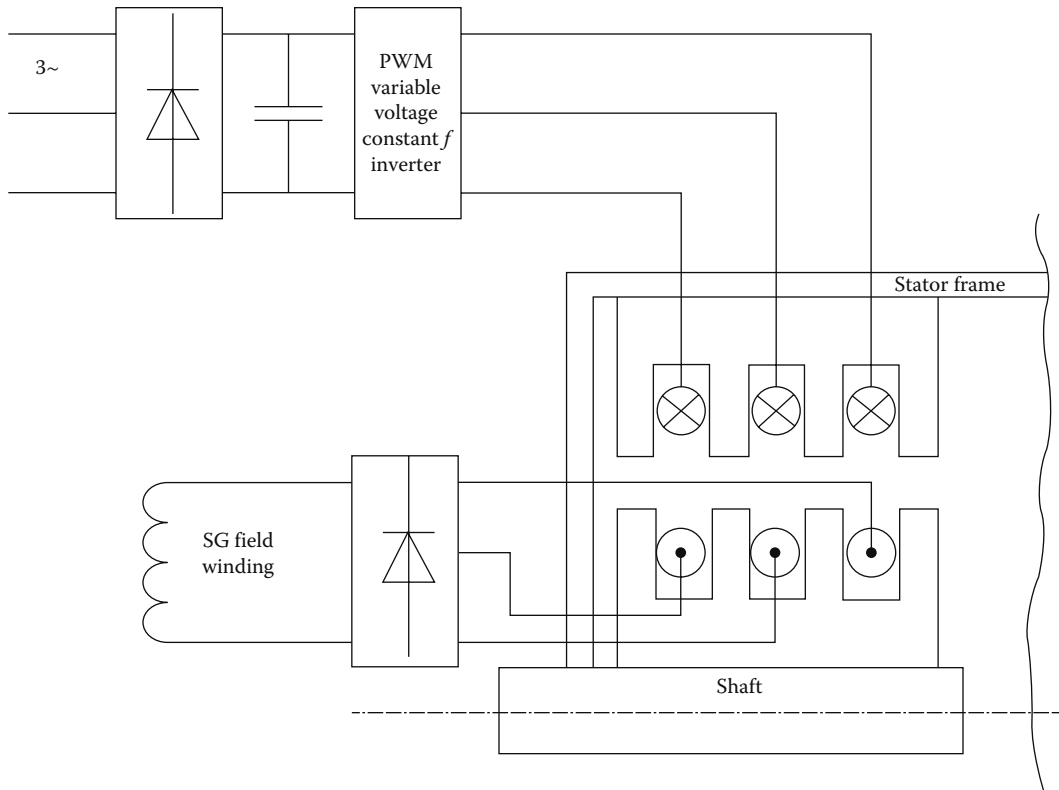 3~
PWM
variable
voltage
constant f
inverter
Stator frame
SG field
winding
Shaft